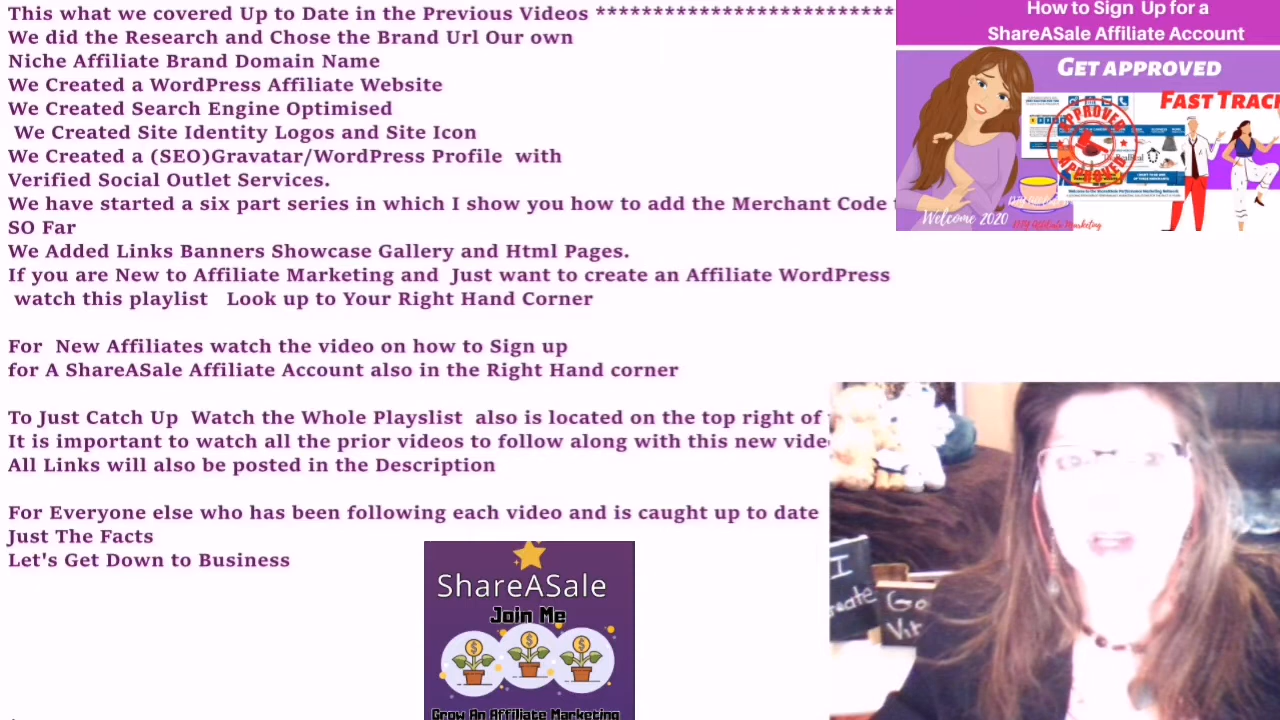 This what we covered Up to Date in the Previous Videos **************************
We did the Research and Chose the Brand Url Our own
Niche Affiliate Brand Domain Name
We Created a WordPress Affiliate Website
We Created Search Engine Optimised
We Created Site Identity Logos and Site Icon
We Created a (SEO)Gravatar/WordPress Profile with
Verified Social Outlet Services.
We have started a six part series in which I show you how to add the Merchant Code
SO Far
We Added Links Banners Showcase Gallery and Html Pages.
If you are New to Affiliate Marketing and Just want to create an Affiliate WordPress
watch this playlist Look up to Your Right Hand Corner
For New Affiliates watch the video on how to Sign up
for A ShareASale Affiliate Account also in the Right Hand corner
To Just Catch Up Watch the Whole Playslist also is located on the top right of
It is important to watch all the prior videos to follow along with this new vide
All Links will also be posted in the Description
For Everyone else who has been following each video and is caught up to date
Just The Facts
Let's Get Down to Business
How to Sign Up for a
ShareASale Affiliate Account
GET APPROVED
FAST TRAC
APPROVED
APPROVED
Welcome 2020
DIY Affiliate Marketing
ShareASale
Join Me
Grow An Affiliate Marketing
I
Create
Go